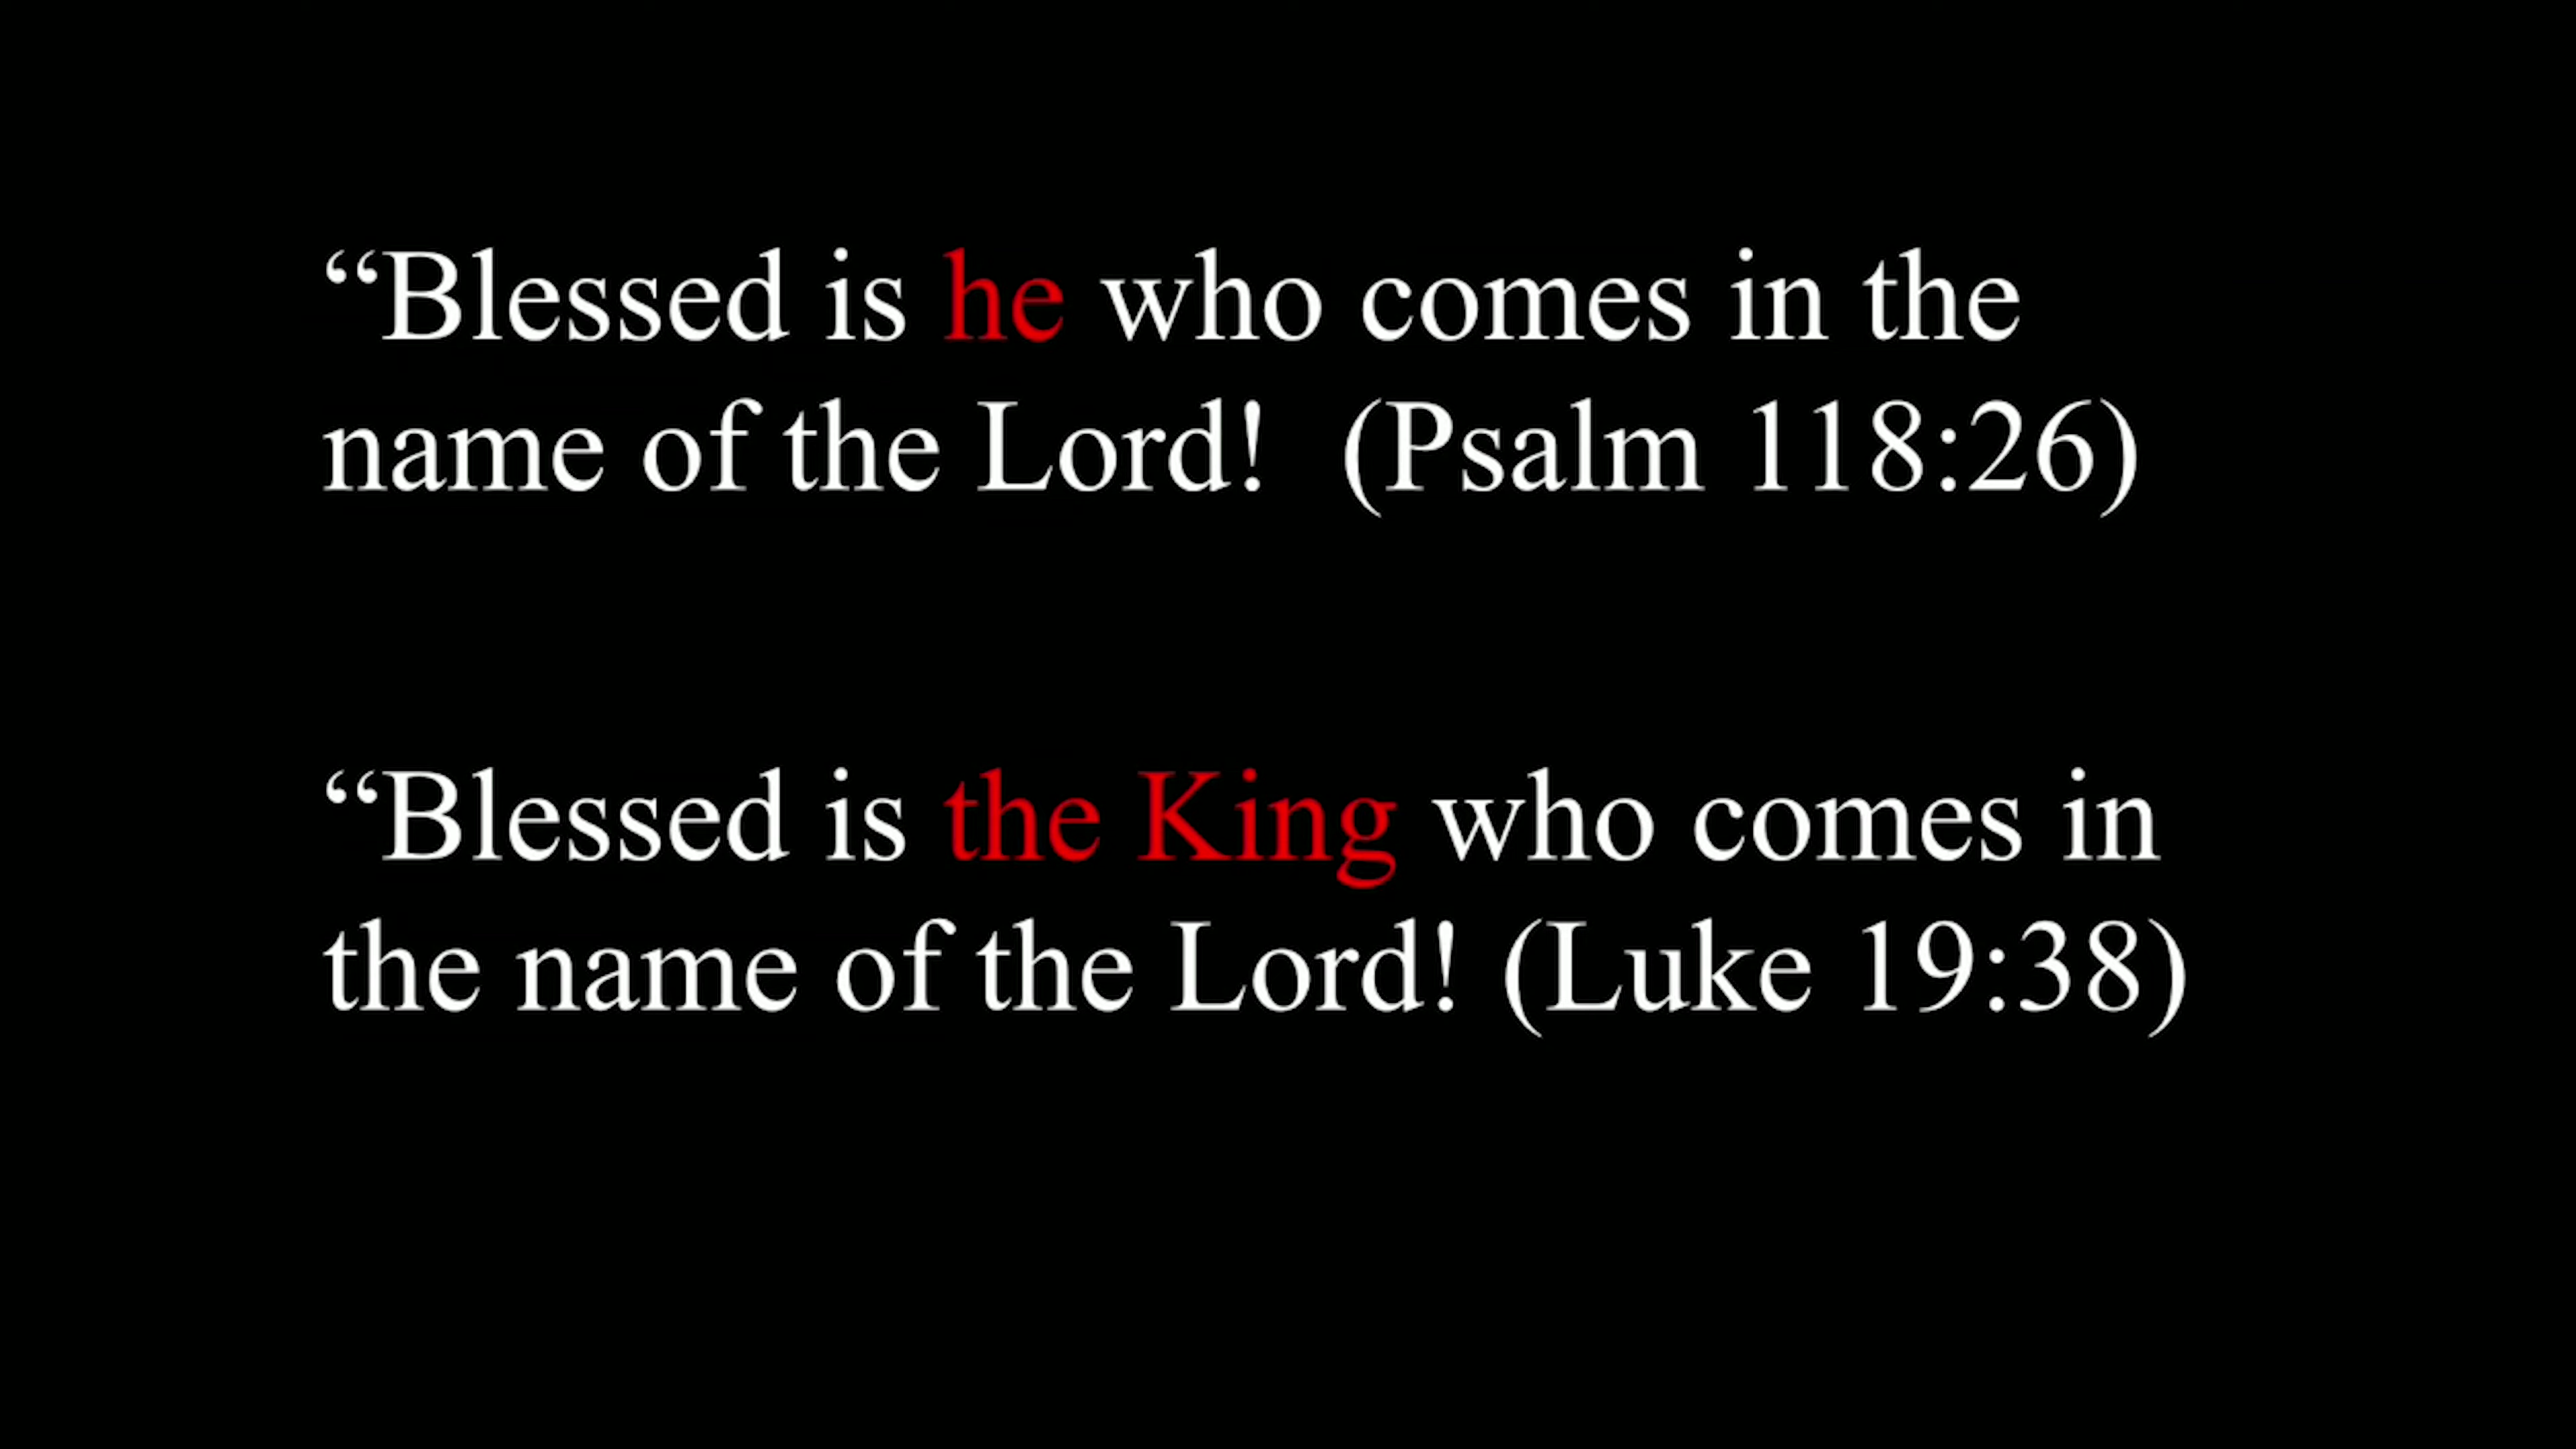 “Blessed is he who comes in the
name of the Lord!  (Psalm 118:26)
“Blessed is the King who comes in
the name of the Lord! (Luke 19:38)